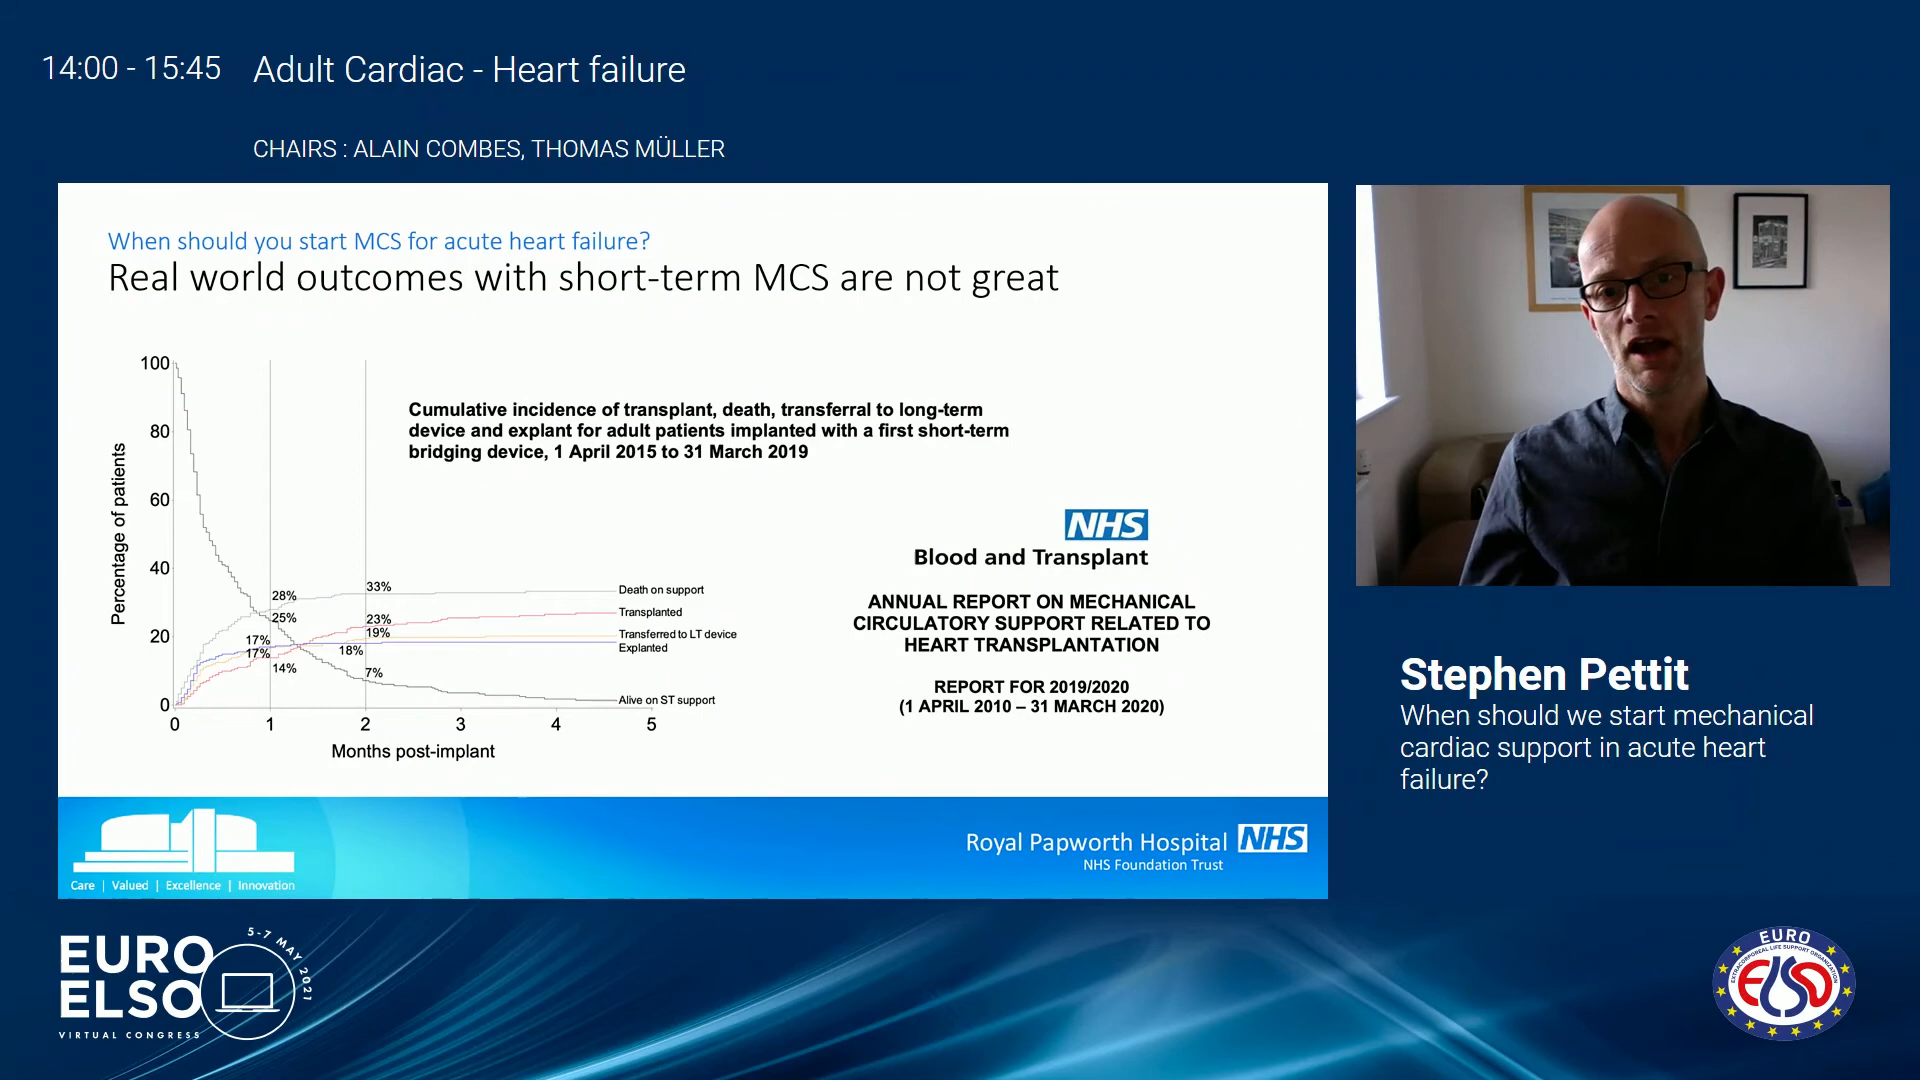 14:00 - 15:45 Adult Cardiac - Heart failure
CHAIRS : ALAIN COMBES, THOMAS MÜLLER
When should you start MCS for acute heart failure?
Real world outcomes with short-term MCS are not great
Percentage of patients
100
80
60
40
20
0
0 1 2 3 4 5
Months post-implant
Cumulative incidence of transplant, death, transferral to long-term
device and explant for adult patients implanted with a first short-term
bridging device, 1 April 2015 to 31 March 2019
28%
25%
17%
17%
14%
33%
23%
19%
18%
7%
Death on support
Transplanted
Transferred to LT device
Explanted
Alive on ST support
NHS
Blood and Transplant
ANNUAL REPORT ON MECHANICAL
CIRCULATORY SUPPORT RELATED TO
HEART TRANSPLANTATION
REPORT FOR 2019/2020
(1 APRIL 2010 – 31 MARCH 2020)
Care | Valued | Excellence | Innovation
Royal Papworth Hospital NHS
NHS Foundation Trust
Stephen Pettit
When should we start mechanical
cardiac support in acute heart
failure?
EURO
ELSO
VIRTUAL CONGRESS
5-7 MAY 2021
EURO
EXTRACORPOREAL LIFE SUPPORT ORGANIZATION
ELSO